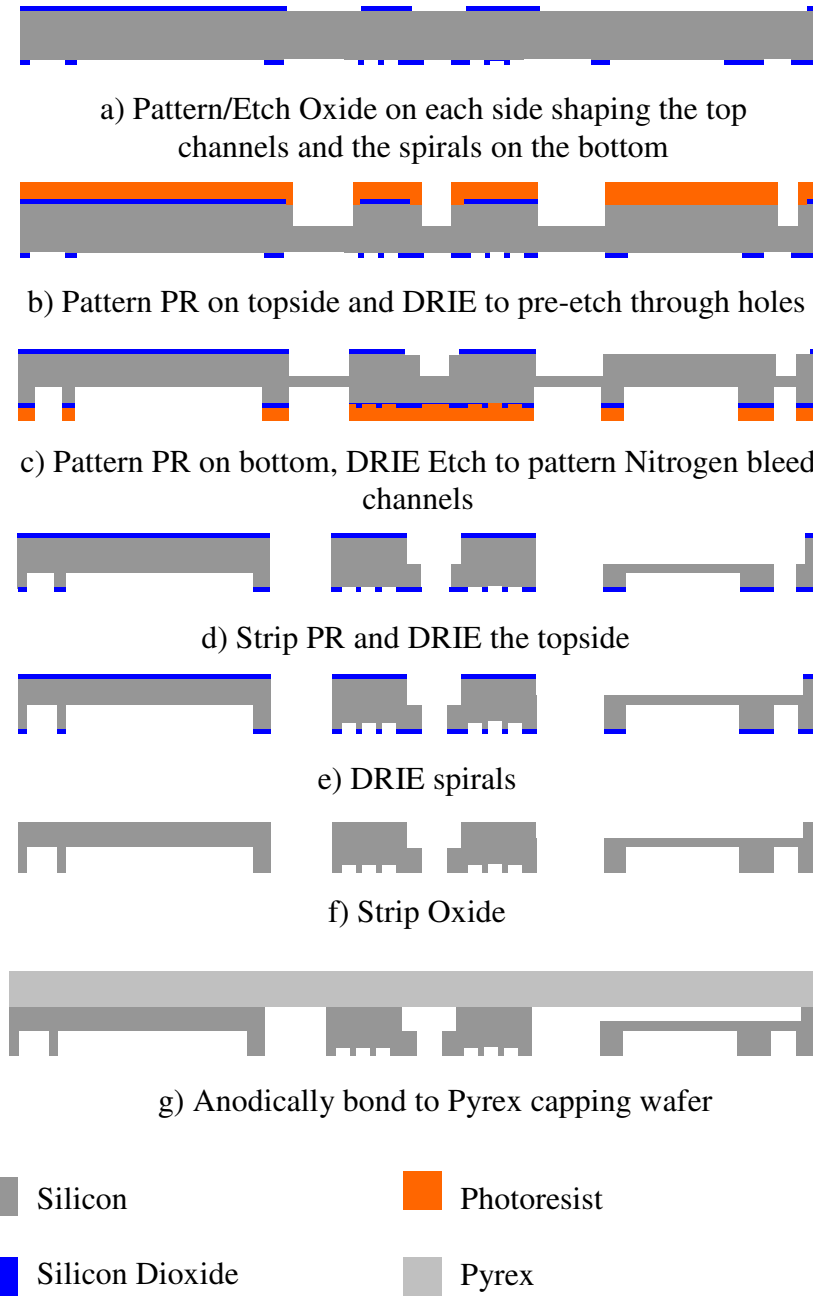 a) Pattern/Etch Oxide on each side shaping the top
channels and the spirals on the bottom
b) Pattern PR on topside and DRIE to pre-etch through holes
c) Pattern PR on bottom, DRIE Etch to pattern Nitrogen bleed
channels
d) Strip PR and DRIE the topside
e) DRIE spirals
f) Strip Oxide
g) Anodically bond to Pyrex capping wafer
Silicon
Photoresist
Silicon Dioxide
Pyrex